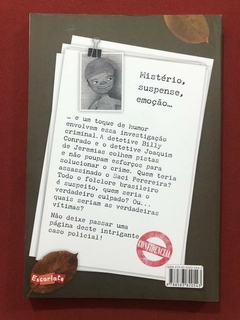 Mistério,
suspense,
emoção...
... e um toque de humor
envolvem essa investigação
criminal. A detetive Billy
Conrado e o detetive Joaquim
de Jeremias colhem pistas
e não poupam esforços para
solucionar o crime. Quem teria
assassinado o Saci Pererê?
Todo o folclore brasileiro
é suspeito, quem seria o
verdadeiro culpado? Ou...
quais seriam as verdadeiras
vítimas?
Não deixe passar uma
página deste intrigante
caso policial!
CONFIDENCIAL
Escarlate